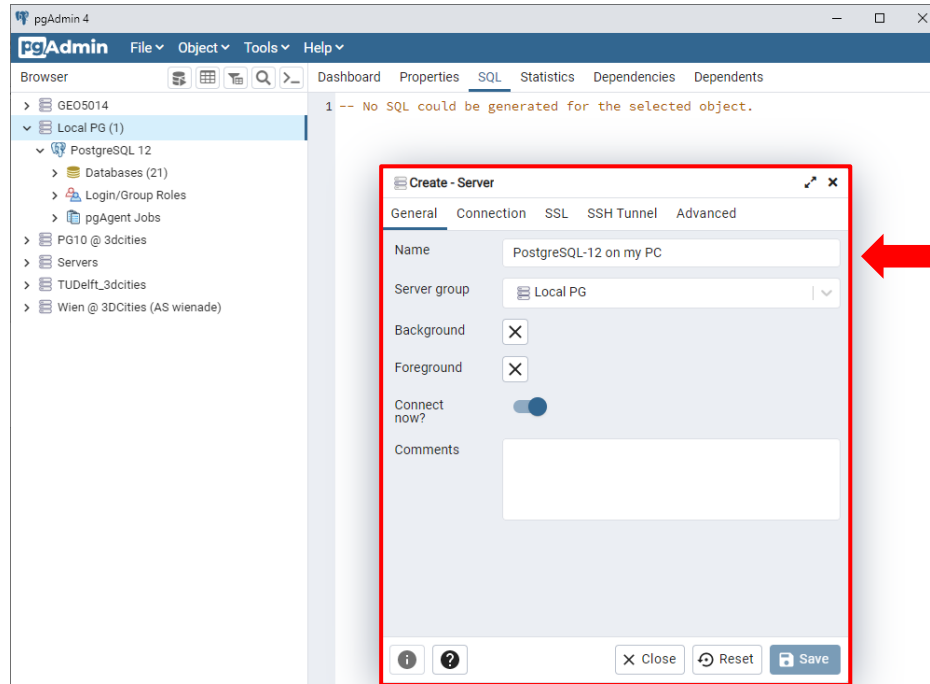 pgAdmin 4
pgAdmin File Object Tools Help
Browser Dashboard Properties SQL Statistics Dependencies Dependents
GEO5014
Local PG (1)
PostgreSQL 12
Databases (21)
Login/Group Roles
pgAgent Jobs
PG10 @ 3dcities
Servers
TUDelft_3dcities
Wien @ 3DCities (AS wienade)
1 -- No SQL could be generated for the selected object.
Create - Server
General Connection SSL SSH Tunnel Advanced
Name PostgreSQL-12 on my PC
Server group Local PG
Background
Foreground
Connect
now?
Comments
Close Reset Save